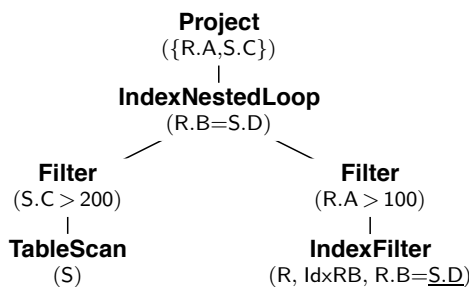 Project
({R.A,S.C})
IndexNestedLoop
(R.B=S.D)
Filter
(S.C > 200)
Filter
(R.A > 100)
TableScan
(S)
IndexFilter
(R, IdxRB, R.B=S.D)